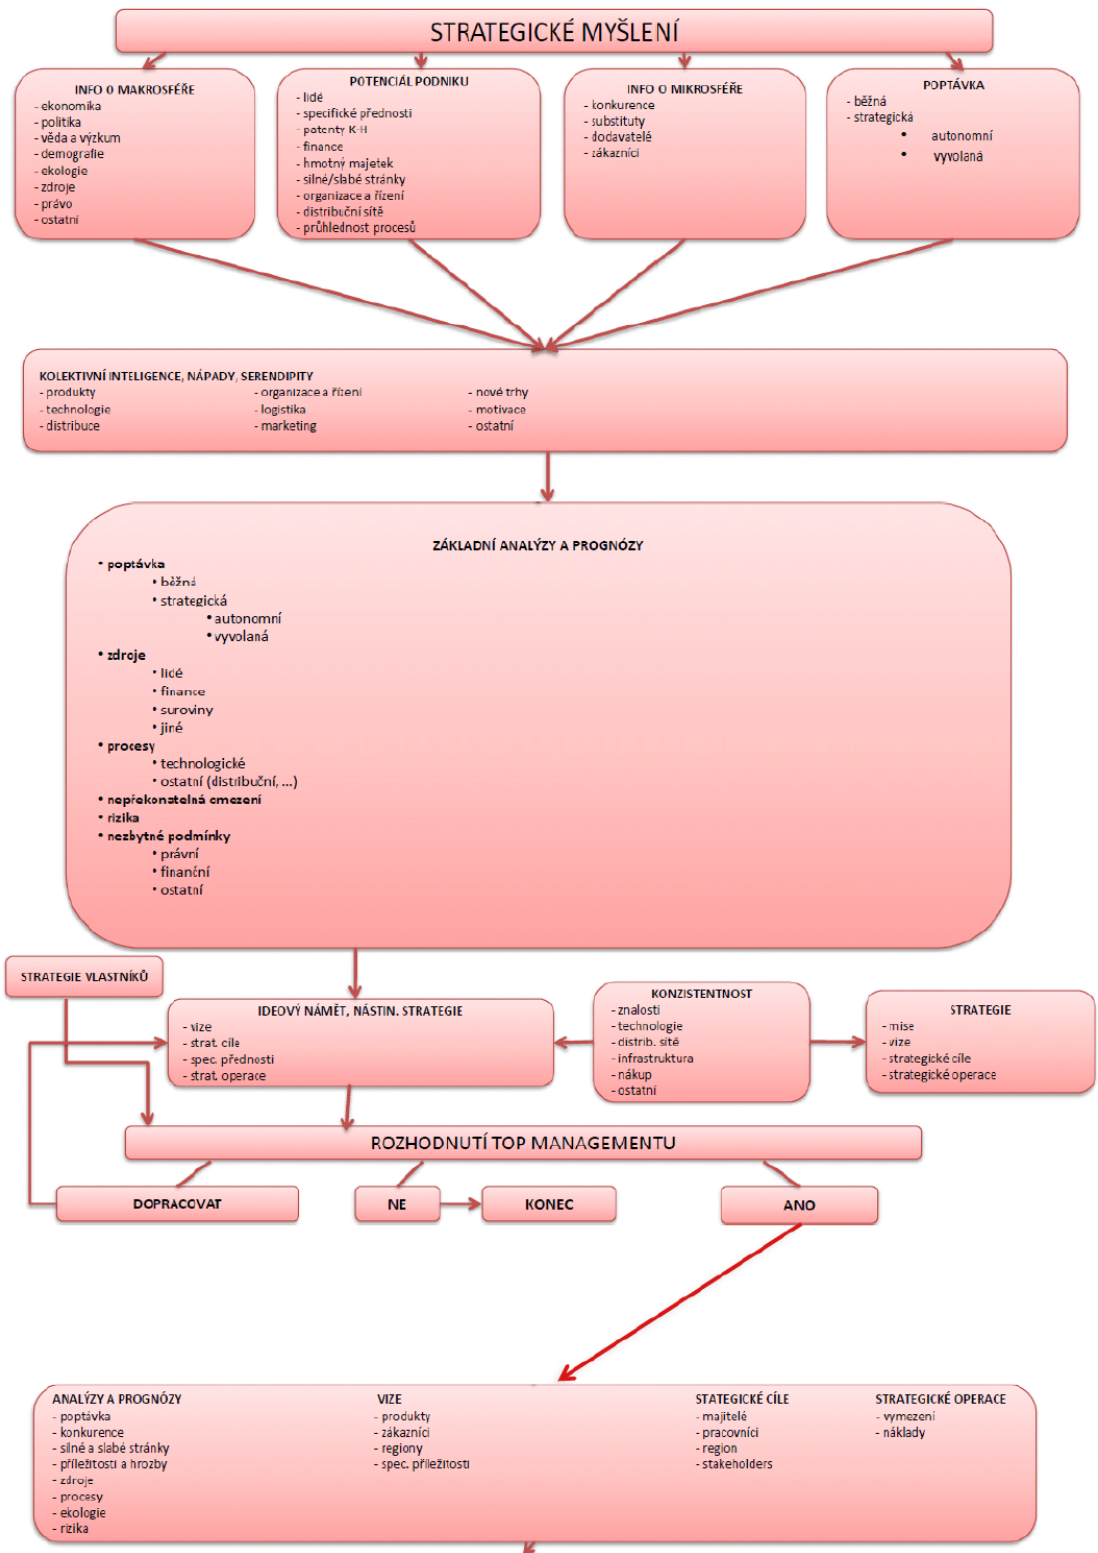 STRATEGICKÉ MYŠLENÍ
INFO O MAKROSFÉŘE
- ekonomika
- politika
- věda a výzkum
- demografie
- ekologie
- zdroje
- právo
- ostatní
POTENCIÁL PODNIKU
- lidé
- specifické přednosti
- patenty K-H
- finance
- hmotný majetek
- silné/slabé stránky
- organizace a řízení
- distribuční sítě
- průhlednost procesů
INFO O MIKROSFÉŘE
- konkurence
- substituty
- dodavatelé
- zákazníci
POPTÁVKA
- běžná
- strategická
• autonomní
• vyvolaná
KOLEKTIVNÍ INTELIGENCE, NÁPADY, SERENDIPITY
- produkty
- technologie
- distribuce
- organizace a řízení
- logistika
- marketing
- nové trhy
- motivace
- ostatní
ZÁKLADNÍ ANALÝZY A PROGNÓZY
• poptávka
• běžná
• strategická
• autonomní
• vyvolaná
• zdroje
• lidé
• finance
• suroviny
• jiné
• procesy
• technologické
• ostatní (distribuční, ...)
• nepřekonatelná omezení
• rizika
• nezbytné podmínky
• právní
• finanční
• ostatní
STRATEGIE VLASTNÍKŮ
IDEOVÝ NÁMĚT, NÁSTIN. STRATEGIE
- vize
- strat. cíle
- spec. přednosti
- strat. operace
KONZISTENTNOST
- znalosti
- technologie
- distrib. sítě
- infrastruktura
- nákup
- ostatní
STRATEGIE
- mise
- vize
- strategické cíle
- strategické operace
ROZHODNUTÍ TOP MANAGEMENTU
DOPRACOVAT
NE
KONEC
ANO
ANALÝZY A PROGNÓZY
- poptávka
- konkurence
- silné a slabé stránky
- příležitosti a hrozby
- zdroje
- procesy
- ekologie
- rizika
VIZE
- produkty
- zákazníci
- regiony
- spec. příležitosti
STATEGICKÉ CÍLE
- majitelé
- pracovníci
- region
- stakeholders
STRATEGICKÉ OPERACE
- vymezení
- náklady